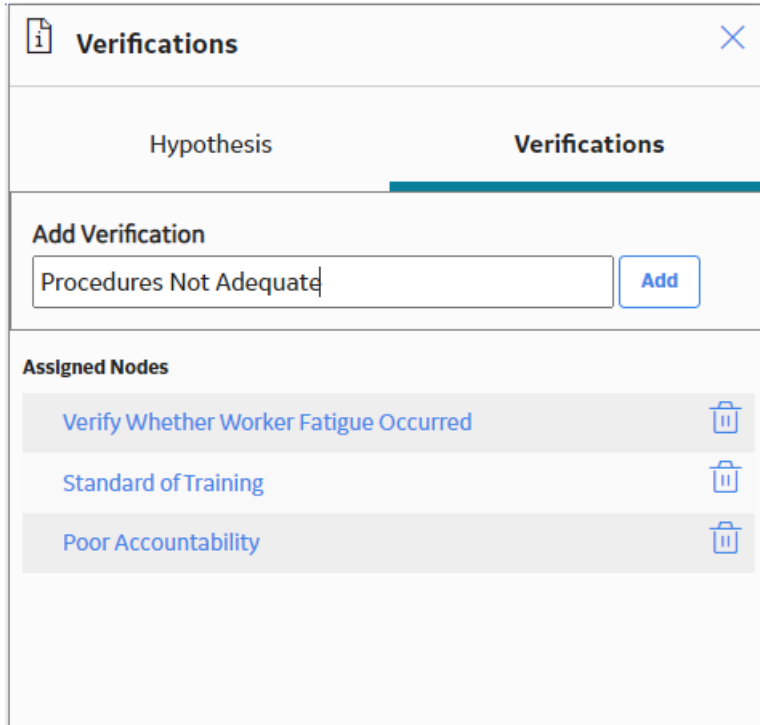 Verifications
Hypothesis Verifications
Add Verification
Procedures Not Adequate Add
Assigned Nodes
Verify Whether Worker Fatigue Occurred
Standard of Training
Poor Accountability